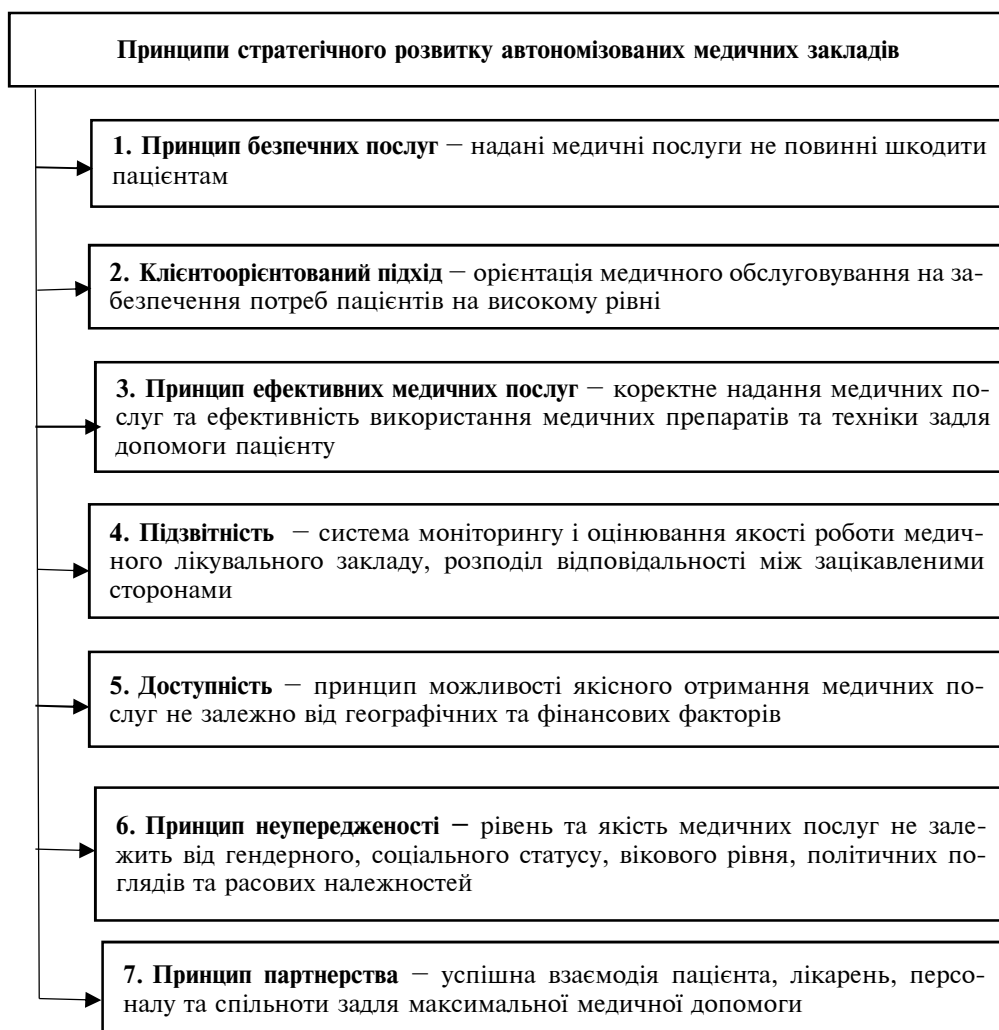 Принципи стратегічного розвитку автономізованих медичних закладів
1. Принцип безпечних послуг — надані медичні послуги не повинні шкодити
пацієнтам
2. Клієнтоорієнтований підхід — орієнтація медичного обслуговування на за-
безпечення потреб пацієнтів на високому рівні
3. Принцип ефективних медичних послуг — коректне надання медичних по-
слуг та ефективність використання медичних препаратів та техніки задля
допомоги пацієнту
4. Підзвітність — система моніторингу і оцінювання якості роботи медич-
ного лікувального закладу, розподіл відповідальності між зацікавленими
сторонами
5. Доступність — принцип можливості якісного отримання медичних по-
слуг не залежно від географічних та фінансових факторів
6. Принцип неупередженості — рівень та якість медичних послуг не зале-
жить від гендерного, соціального статусу, вікового рівня, політичних по-
глядів та расових належностей
7. Принцип партнерства — успішна взаємодія пацієнта, лікарень, персо-
налу та спільноти задля максимальної медичної допомоги